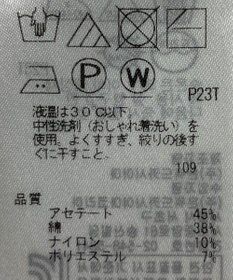 P
W
P23T
液温は30℃以下、
中性洗剤（おしゃれ着洗い）を
使用。よくすすぎ、絞りの後す
ぐに干すこと。
109
品質
アセテート 45%
綿 38%
ナイロン 10%
ポリエステル 7%